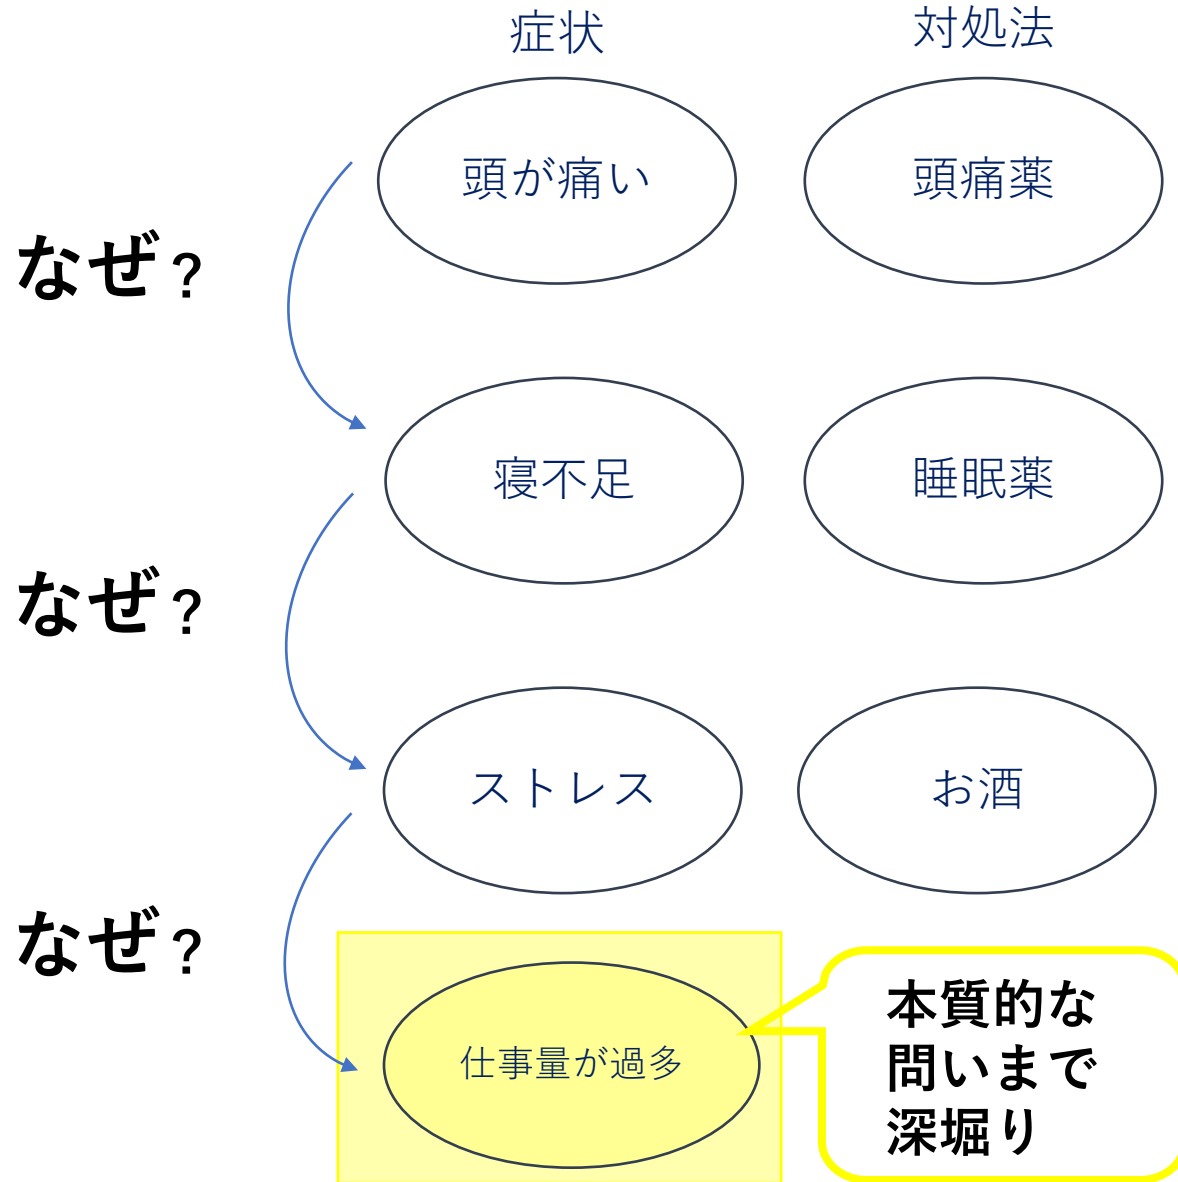 症状
対処法
頭が痛い
頭痛薬
なぜ?
寝不足
睡眠薬
なぜ?
ストレス
お酒
なぜ?
仕事量が過多
本質的な
問いまで
深堀り